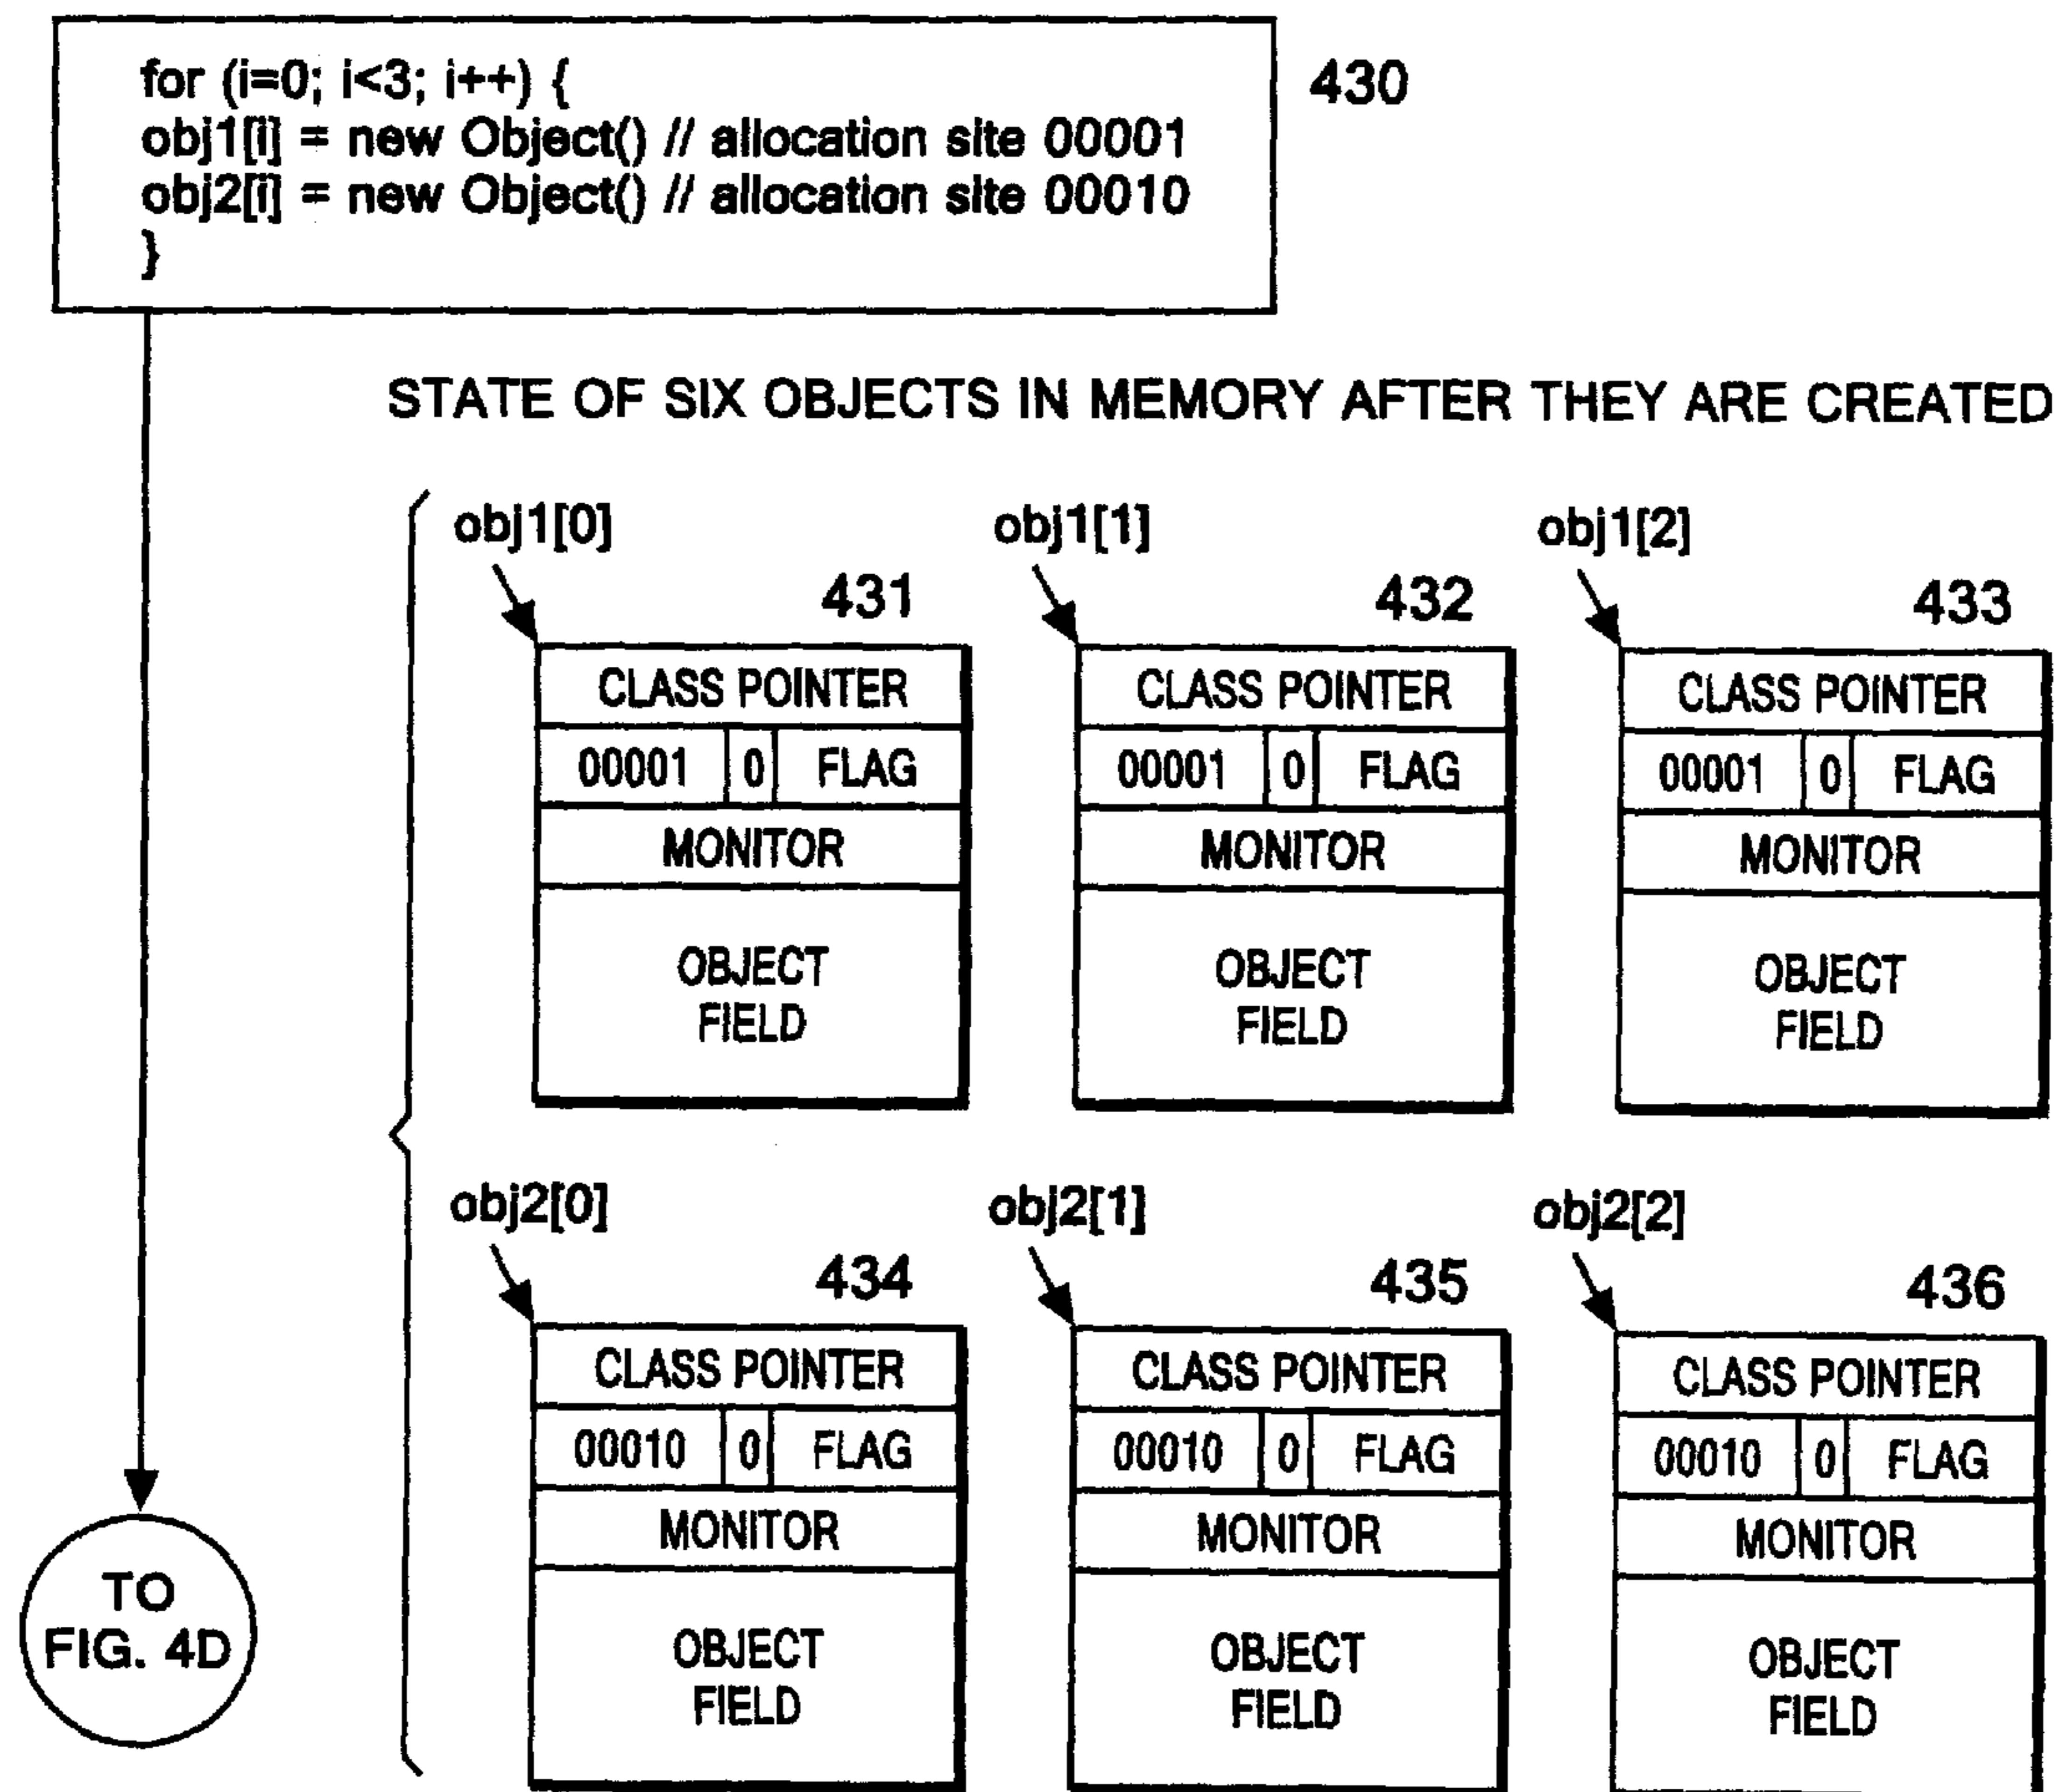 for (i=0; i<3; i++) {
430
obj1[i] = new Object() // allocation site 00001
obj2[i] = new Object() // allocation site 00010
}
STATE OF SIX OBJECTS IN MEMORY AFTER THEY ARE CREATED
obj1[0] obj1[1] obj1[2]
431 432 433
CLASS POINTER CLASS POINTER CLASS POINTER
00001 0 FLAG 00001 0 FLAG 00001 0 FLAG
MONITOR MONITOR MONITOR
OBJECT OBJECT OBJECT
FIELD FIELD FIELD
obj2[0] obj2[1] obj2[2]
434 435 436
CLASS POINTER CLASS POINTER CLASS POINTER
00010 0 FLAG 00010 0 FLAG 00010 0 FLAG
MONITOR MONITOR MONITOR
OBJECT OBJECT OBJECT
FIELD FIELD FIELD
TO
FIG. 4D